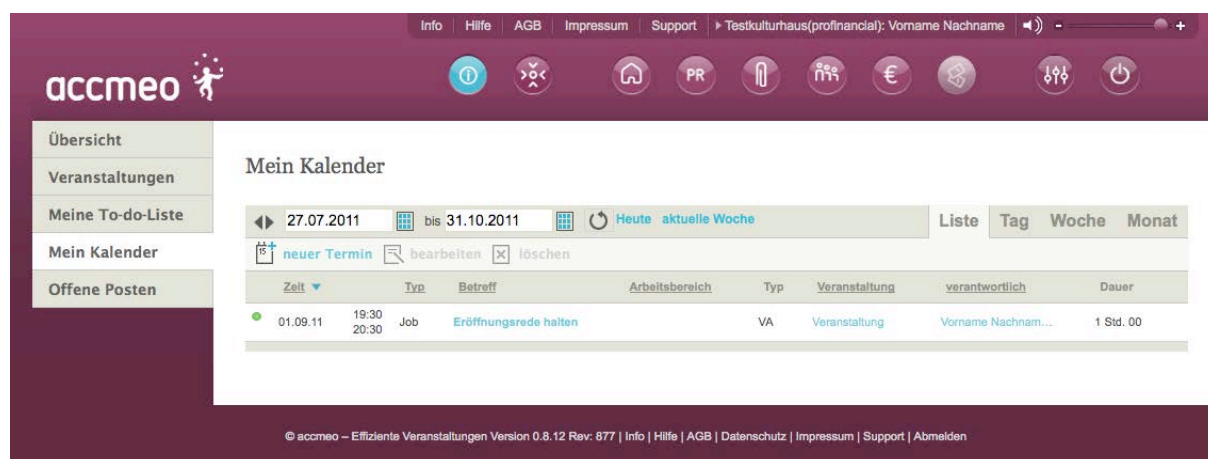 Info Hilfe AGB Impressum Support Testkulturhaus(profinancial): Vorname Nachname - +
accmeo
PR €
Übersicht
Veranstaltungen
Meine To-do-Liste
Mein Kalender
Offene Posten
Mein Kalender
27.07.2011 bis 31.10.2011 Heute aktuelle Woche Liste Tag Woche Monat
15 neuer Termin bearbeiten löschen
Zeit Typ Betreff Arbeitsbereich Typ Veranstaltung verantwortlich Dauer
01.09.11 19:30 20:30 Job Eröffnungsrede halten VA Veranstaltung Vorname Nachnam... 1 Std. 00
© accmeo – Effiziente Veranstaltungen Version 0.8.12 Rev: 877 | Info | Hilfe | AGB | Datenschutz | Impressum | Support | Abmelden